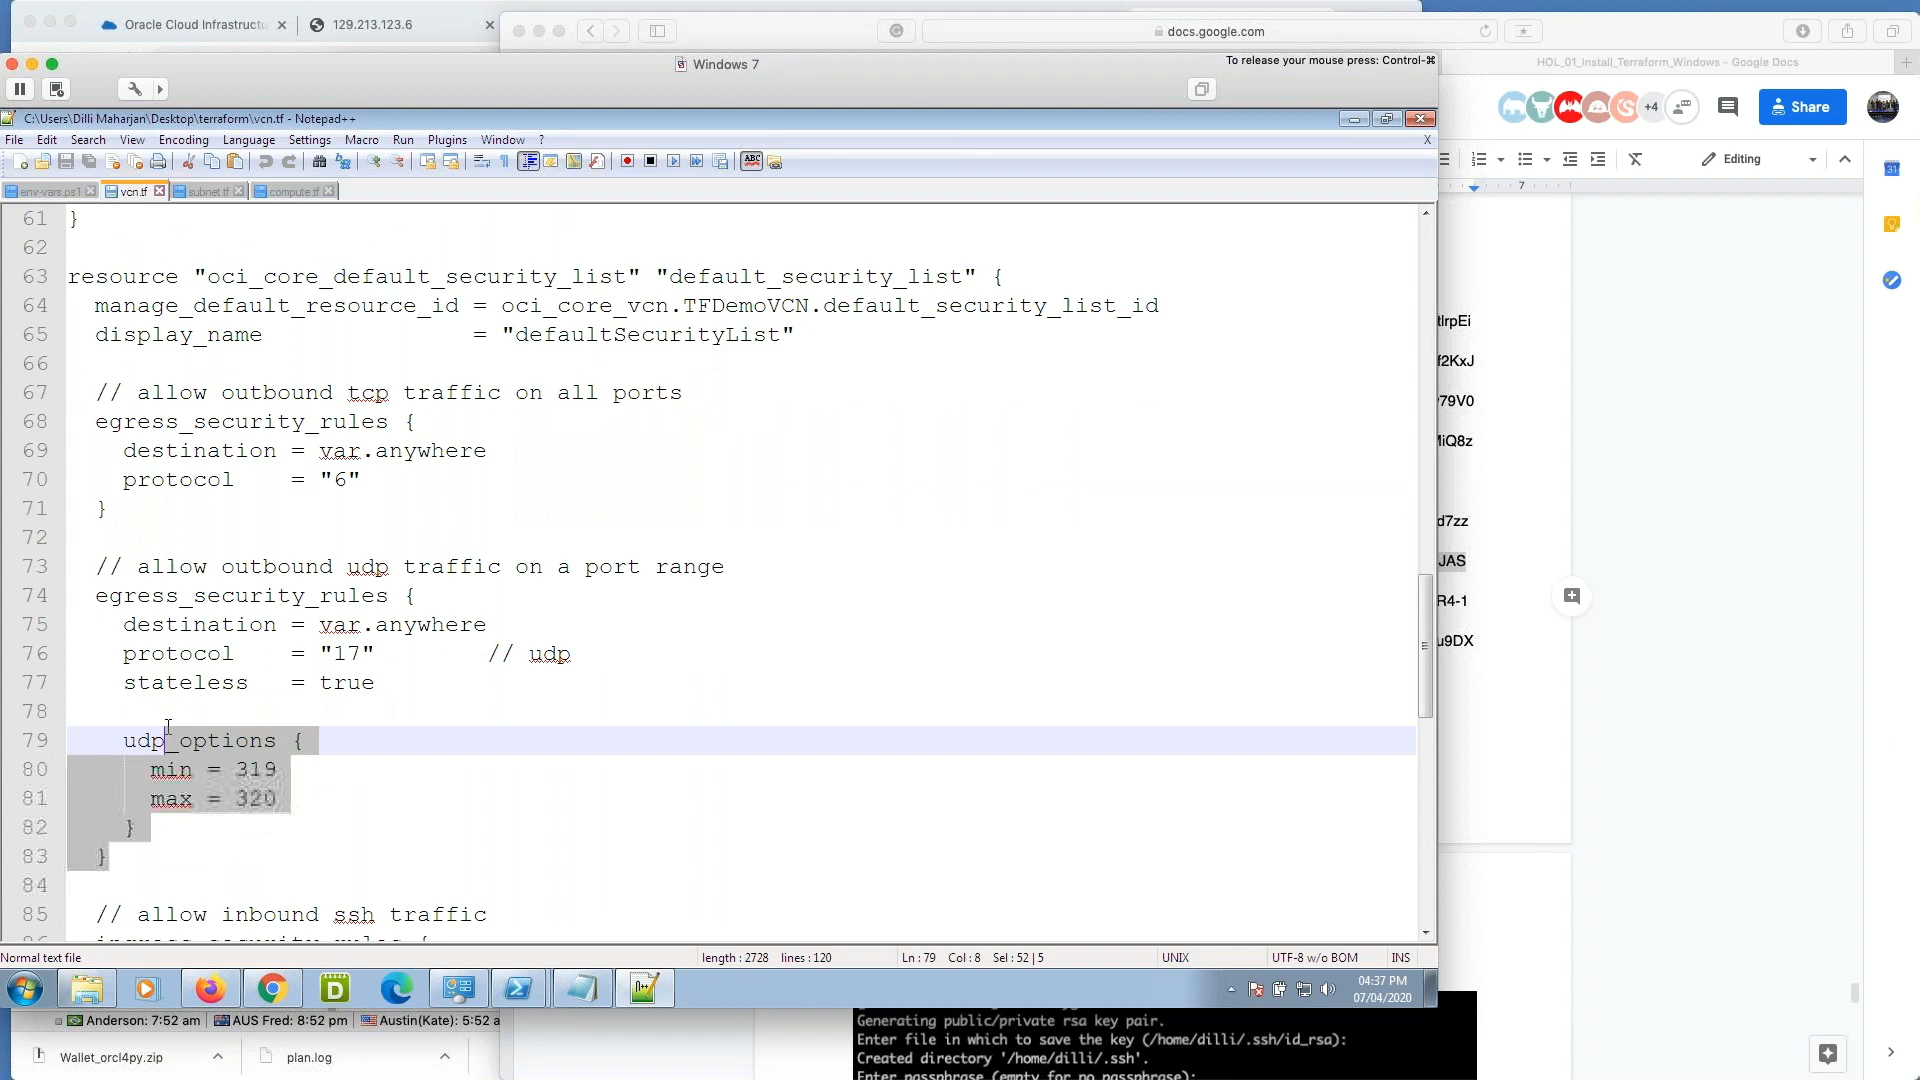 Oracle Cloud Infrastructu
129.213.123.6
docs.google.com
Windows 7
To release your mouse press: Control-⌘
HOL_01_Install_Terraform_Windows - Google Docs
+4
Share
C:\Users\Dilli Maharjan\Desktop\terraform\vcn.tf - Notepad++
File Edit Search View Encoding Language Settings Macro Run Plugins Window ?
X
Editing
env-vars.ps1 vcn.tf subnet.tf compute.tf
7
61 }
62
63 resource "oci_core_default_security_list" "default_security_list" {
64 manage_default_resource_id = oci_core_vcn.TFDemoVCN.default_security_list_id
65 display_name = "defaultSecurityList"
66
67 // allow outbound tcp traffic on all ports
68 egress_security_rules {
69 destination = var.anywhere
70 protocol = "6"
71 }
72
73 // allow outbound udp traffic on a port range
74 egress_security_rules {
75 destination = var.anywhere
76 protocol = "17" // udp
77 stateless = true
78
79 udp_options {
80 min = 319
81 max = 320
82 }
83 }
84
85 // allow inbound ssh traffic
tlrpEi
f2KxJ
79V0
iQ8z
d7zz
JAS
R4-1
u9DX
Normal text file
length : 2728 lines : 120
Ln : 79 Col : 8 Sel : 52 | 5
UNIX
UTF-8 w/o BOM
INS
04:37 PM
07/04/2020
Anderson: 7:52 am
AUS Fred: 8:52 pm
Austin(Kate): 5:52 a
Wallet_orcl4py.zip
plan.log
Generating public/private rsa key pair.
Enter file in which to save the key (/home/dilli/.ssh/id_rsa):
Created directory '/home/dilli/.ssh'.
Enter passphrase (empty for no passphrase):